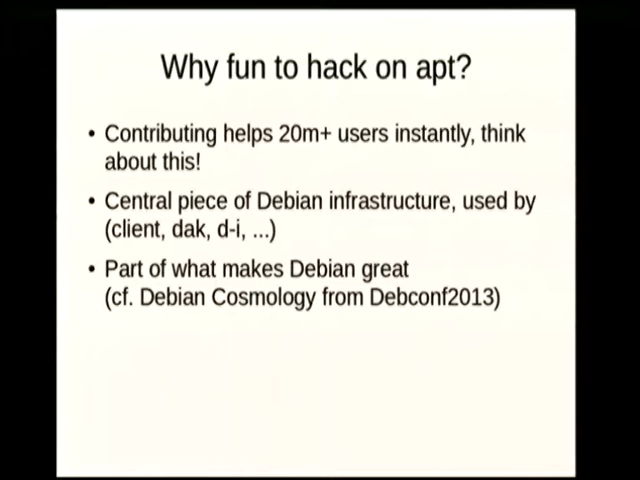 Why fun to hack on apt?
• Contributing helps 20m+ users instantly, think
about this!
• Central piece of Debian infrastructure, used by
(client, dak, d-i, ...)
• Part of what makes Debian great
(cf. Debian Cosmology from Debconf2013)